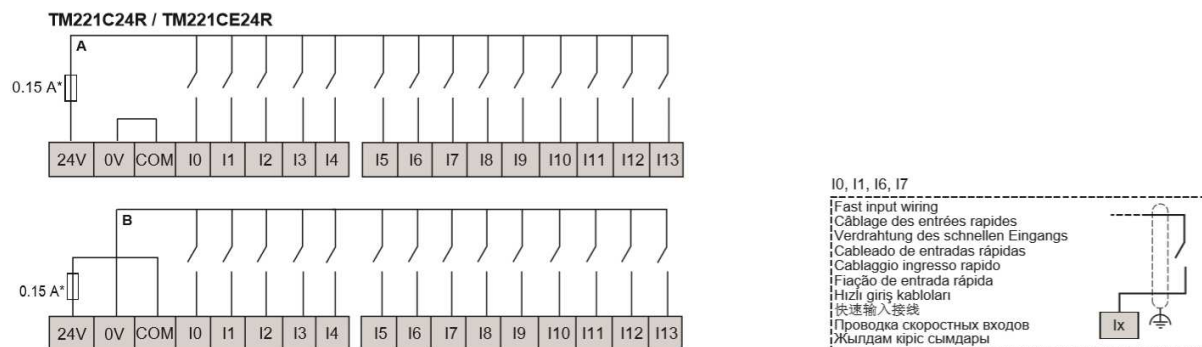 TM221C24R / TM221CE24R
A
0.15 A*
24V 0V COM I0 I1 I2 I3 I4 I5 I6 I7 I8 I9 I10 I11 I12 I13
B
0.15 A*
24V 0V COM I0 I1 I2 I3 I4 I5 I6 I7 I8 I9 I10 I11 I12 I13
I0, I1, I6, I7
Fast input wiring
Câblage des entrées rapides
Verdrahtung des schnellen Eingangs
Cableado de entradas rápidas
Cablaggio ingresso rapido
Fiação de entrada rápida
Hızlı giriş kabloları
快速输入接线
Проводка скоростных входов
Жылдам кіріс сымдары
Ix